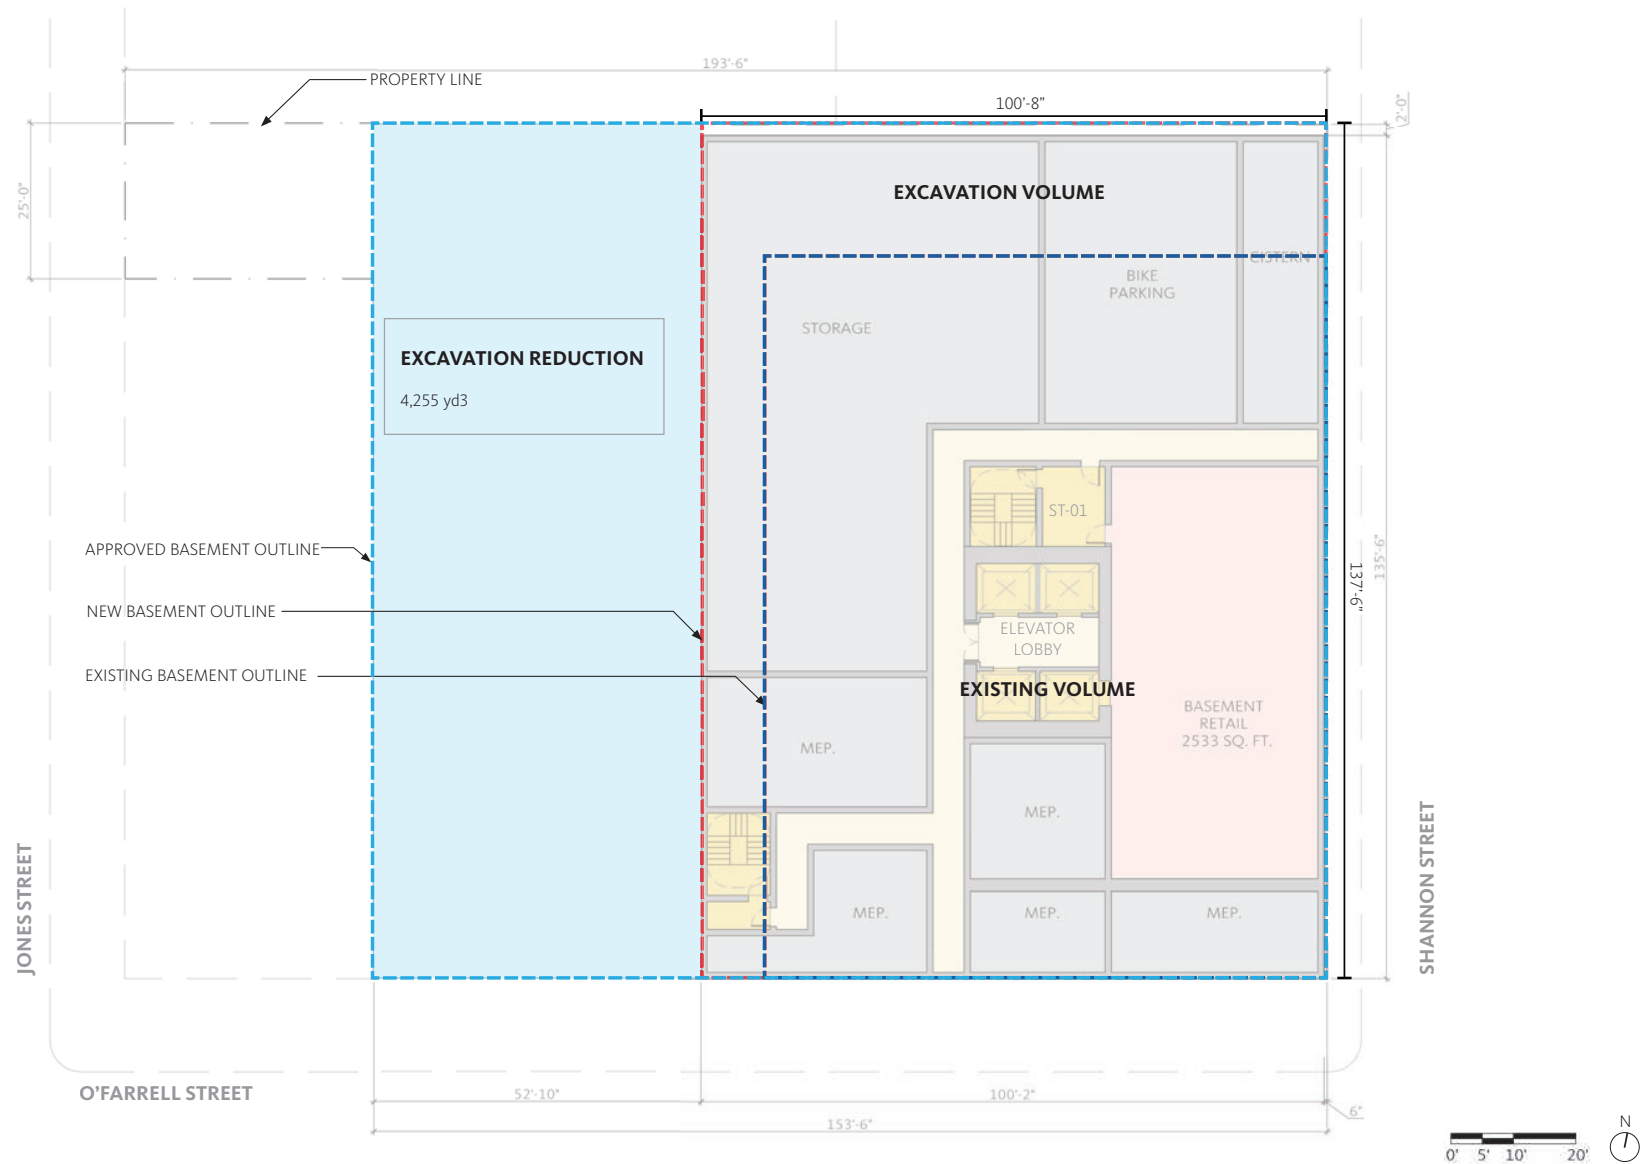 193'-6"
PROPERTY LINE
100'-8"
2'-0"
25'-0"
EXCAVATION VOLUME
CISTERN
BIKE
PARKING
STORAGE
EXCAVATION REDUCTION
4,255 yd3
ST-01
APPROVED BASEMENT OUTLINE
135'-6"
137'-6"
NEW BASEMENT OUTLINE
ELEVATOR
LOBBY
EXISTING BASEMENT OUTLINE
EXISTING VOLUME
BASEMENT
RETAIL
2533 SQ. FT.
MEP.
MEP.
MEP.
MEP.
MEP.
JONES STREET
SHANNON STREET
O'FARRELL STREET
52'-10"
100'-2"
6"
153'-6"
N
0' 5' 10' 20'